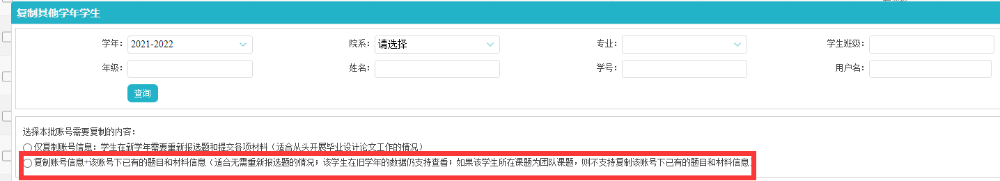 复制其他学年学生
学年： 2021-2022 院系： 请选择 专业： 学生班级：
年级： 姓名： 学号： 用户名：
查询
选择本批账号需要复制的内容：
仅复制账号信息：学生在新学年需要重新报选题和提交各项材料（适合从头开展毕业设计论文工作的情况）
复制账号信息+该账号下已有的题目和材料信息（适合无需重新报选题的情况；该学生在旧学年的数据仍支持查看；如果该学生所在课题为团队课题，则不支持复制该账号下已有的题目和材料信息